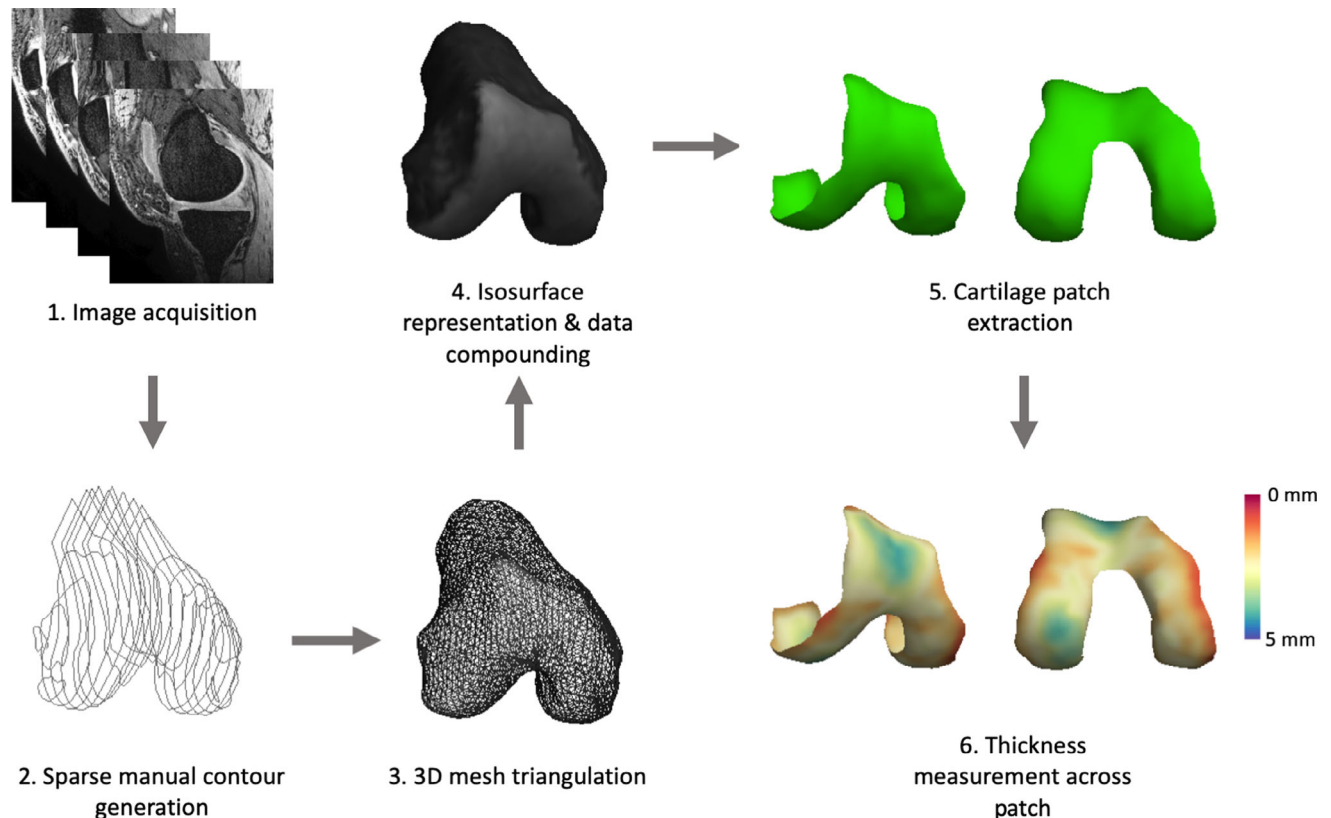 1. Image acquisition
2. Sparse manual contour
generation
3. 3D mesh triangulation
4. Isosurface
representation & data
compounding
5. Cartilage patch
extraction
0 mm
5 mm
6. Thickness
measurement across
patch